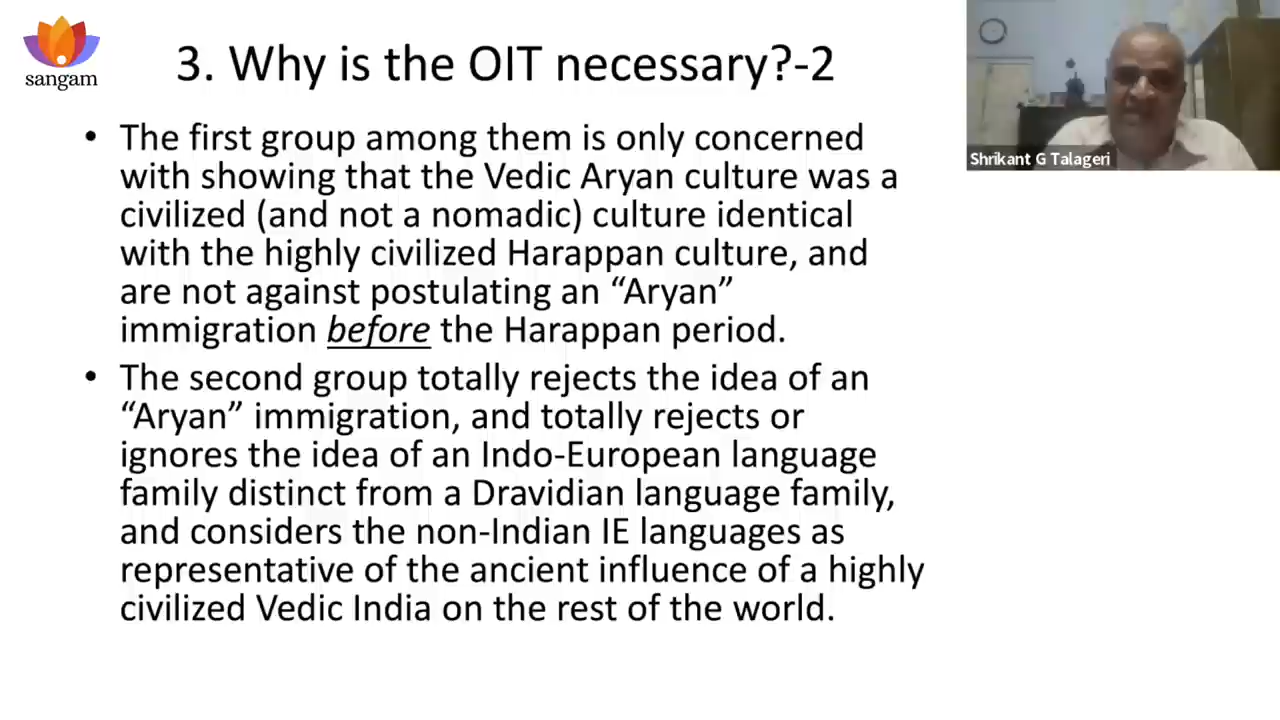 sangam
3. Why is the OIT necessary?-2
Shrikant G Talageri
• The first group among them is only concerned
with showing that the Vedic Aryan culture was a
civilized (and not a nomadic) culture identical
with the highly civilized Harappan culture, and
are not against postulating an “Aryan”
immigration before the Harappan period.
• The second group totally rejects the idea of an
“Aryan” immigration, and totally rejects or
ignores the idea of an Indo-European language
family distinct from a Dravidian language family,
and considers the non-Indian IE languages as
representative of the ancient influence of a highly
civilized Vedic India on the rest of the world.